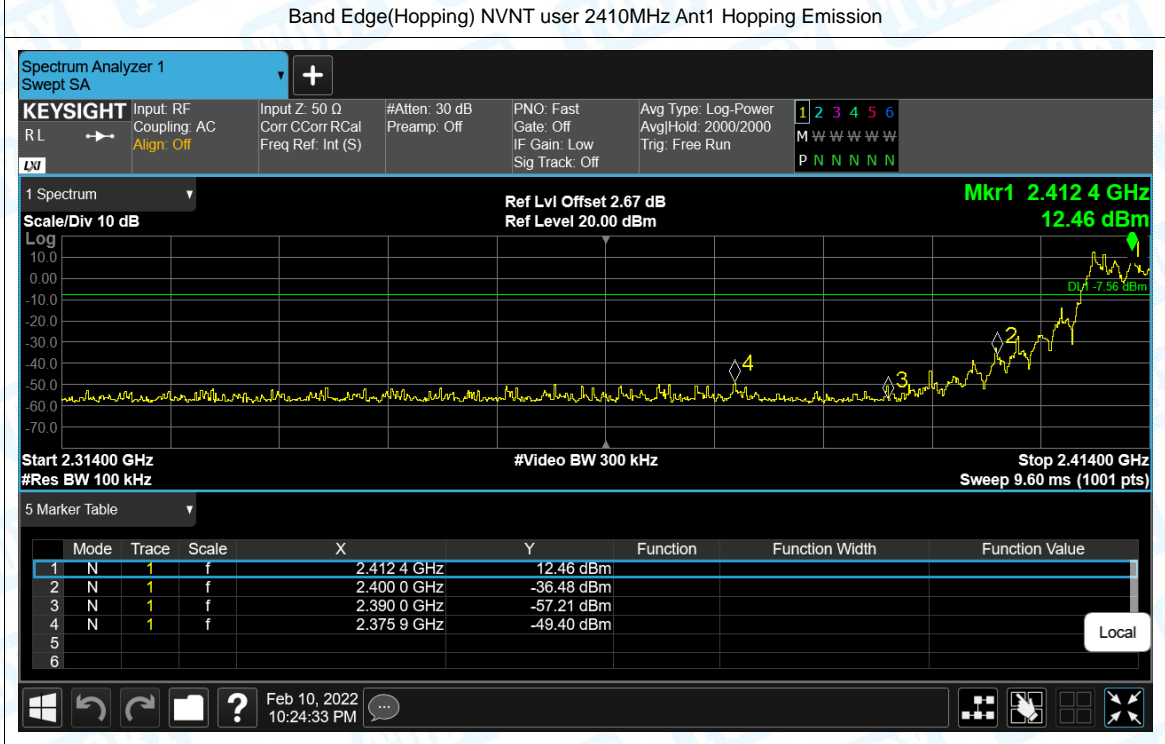 Band Edge(Hopping) NVNT user 2410MHz Ant1 Hopping Emission
Spectrum Analyzer 1
Swept SA
KEYSIGHT
R L
LXI
Input: RF
Coupling: AC
Align: Off
Input Z: 50 Ω
Corr CCorr RCal
Freq Ref: Int (S)
#Atten: 30 dB
Preamp: Off
PNO: Fast
Gate: Off
IF Gain: Low
Sig Track: Off
Avg Type: Log-Power
Avg|Hold: 2000/2000
Trig: Free Run
1 2 3 4 5 6
M W W W W W
P N N N N N
1 Spectrum
Scale/Div 10 dB
Ref Lvl Offset 2.67 dB
Ref Level 20.00 dBm
Mkr1 2.412 4 GHz
12.46 dBm
Log
10.0
0.00
-10.0
-20.0
-30.0
-40.0
-50.0
-60.0
-70.0
DL1 -7.56 dBm
2
4
3
Start 2.31400 GHz
#Res BW 100 kHz
#Video BW 300 kHz
Stop 2.41400 GHz
Sweep 9.60 ms (1001 pts)
5 Marker Table
Mode Trace Scale X Y Function Function Width Function Value
1 N 1 f 2.412 4 GHz 12.46 dBm
2 N 1 f 2.400 0 GHz -36.48 dBm
3 N 1 f 2.390 0 GHz -57.21 dBm
4 N 1 f 2.375 9 GHz -49.40 dBm
5
6
Local
?
Feb 10, 2022
10:24:33 PM